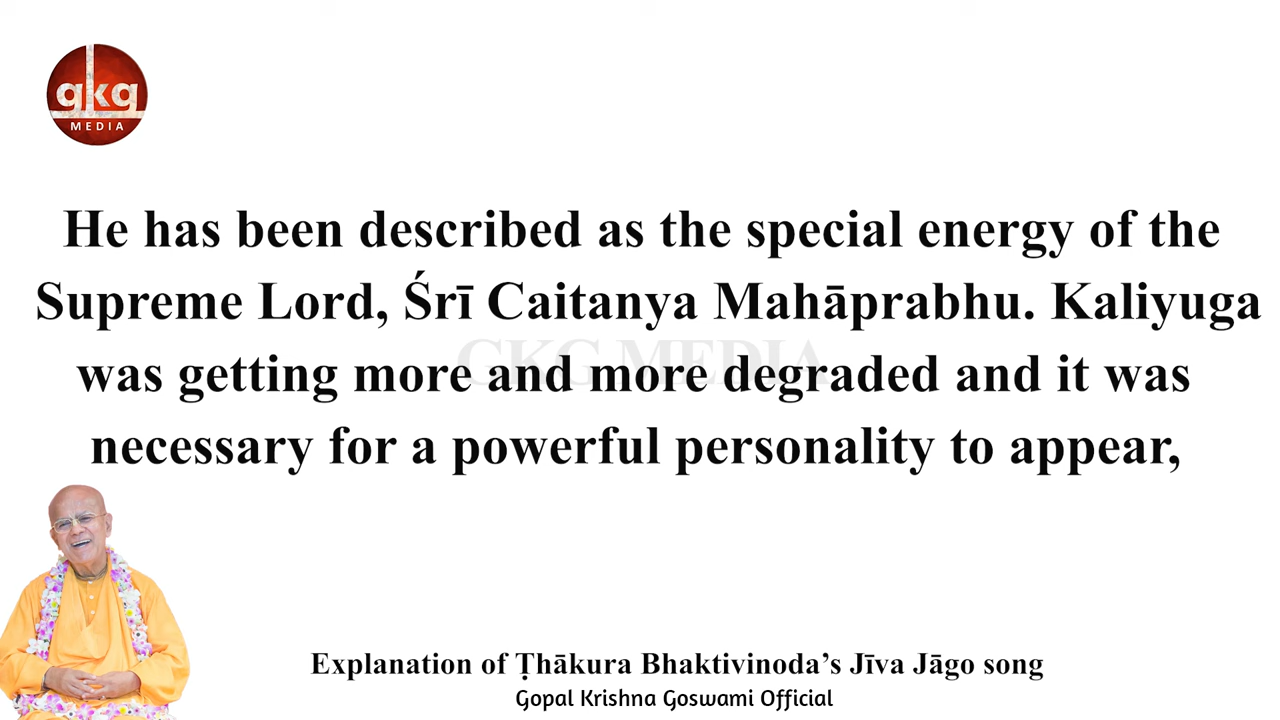 gkg
MEDIA
He has been described as the special energy of the
Supreme Lord, Śrī Caitanya Mahāprabhu. Kaliyuga
GKG MEDIA
was getting more and more degraded and it was
necessary for a powerful personality to appear,
Explanation of Ṭhākura Bhaktivinoda’s Jīva Jāgo song
Gopal Krishna Goswami Official